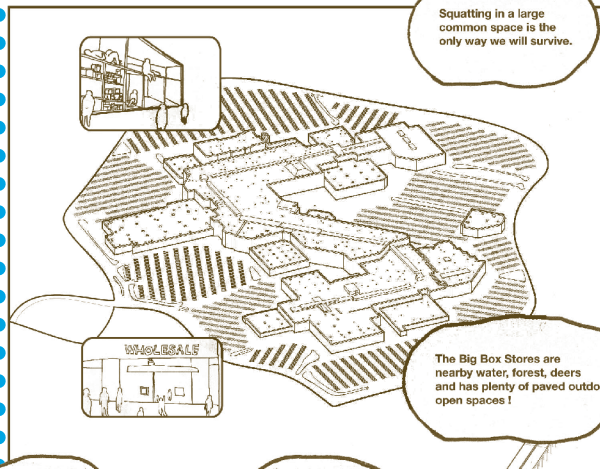 Squatting in a large
common space is the
only way we will survive.
WHOLESALE
The Big Box Stores are
nearby water, forest, deers
and has plenty of paved outdo
open spaces !